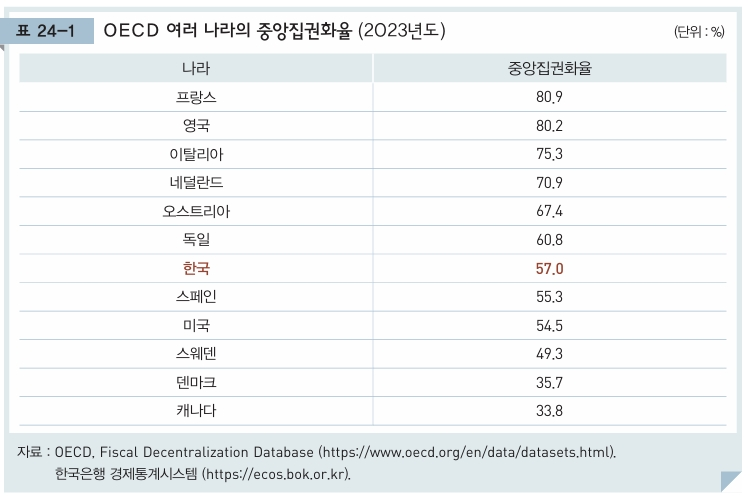 표 24-1 OECD 여러 나라의 중앙집권화율 (2023년도) (단위 : %)
나라 중앙집권화율
프랑스 80.9
영국 80.2
이탈리아 75.3
네덜란드 70.9
오스트리아 67.4
독일 60.8
한국 57.0
스페인 55.3
미국 54.5
스웨덴 49.3
덴마크 35.7
캐나다 33.8
자료 : OECD, Fiscal Decentralization Database (https://www.oecd.org/en/data/datasets.html).
한국은행 경제통계시스템 (https://ecos.bok.or.kr).